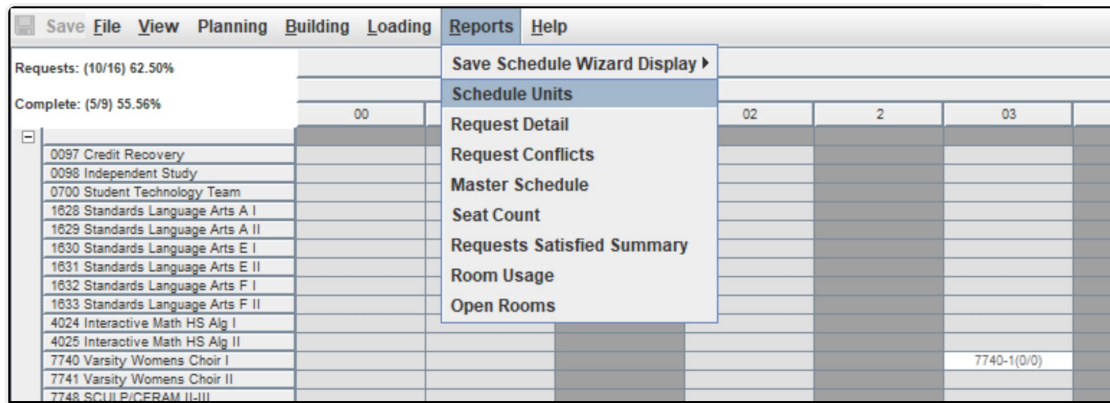 Save File View Planning Building Loading Reports Help
Requests: (10/16) 62.50%
Complete: (5/9) 55.56%
Save Schedule Wizard Display
Schedule Units
Request Detail
Request Conflicts
Master Schedule
Seat Count
Requests Satisfied Summary
Room Usage
Open Rooms
00 02 2 03
0097 Credit Recovery
0098 Independent Study
0700 Student Technology Team
1628 Standards Language Arts A I
1629 Standards Language Arts A II
1630 Standards Language Arts E I
1631 Standards Language Arts E II
1632 Standards Language Arts F I
1633 Standards Language Arts F II
4024 Interactive Math HS Alg I
4025 Interactive Math HS Alg II
7740 Varsity Womens Choir I 7740-1(0/0)
7741 Varsity Womens Choir II
7748 SCULP/CERAM II-III